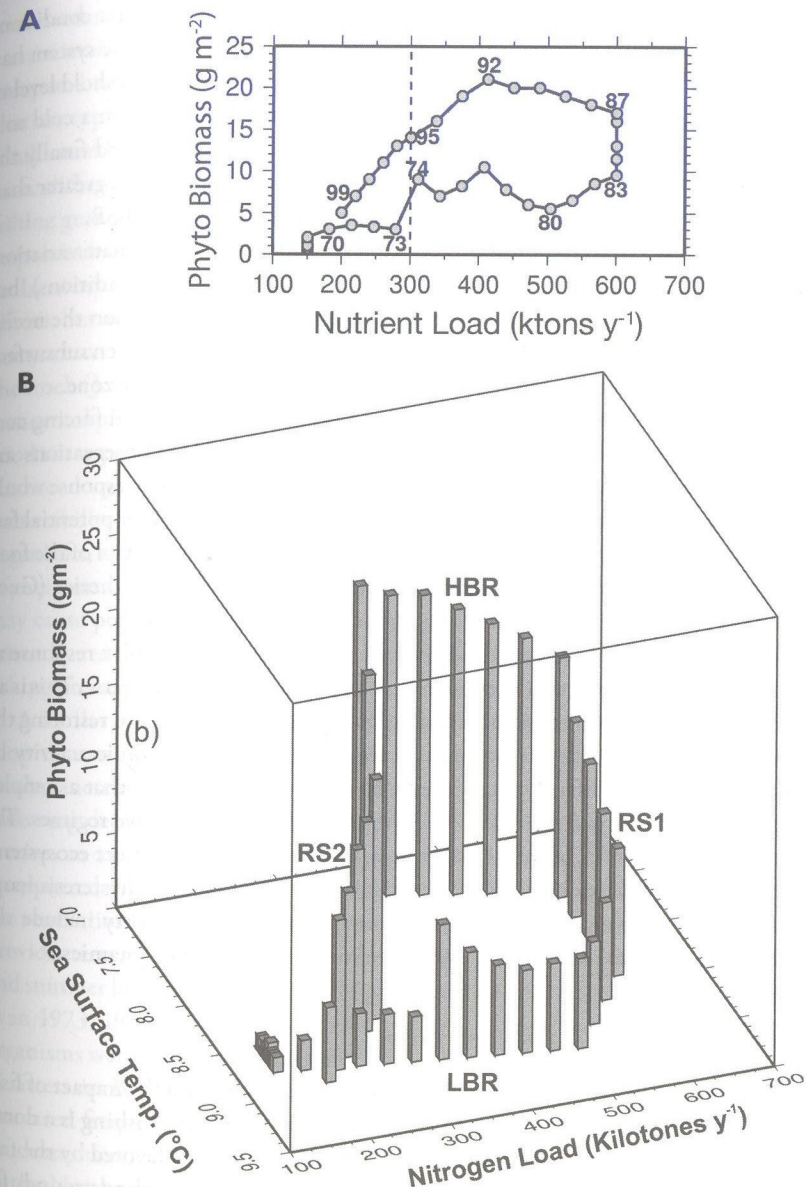 A
Phyto Biomass (g m⁻²)
25
20
15
10
5
0
92
87
95
74
99
83
70
73
80
100 200 300 400 500 600 700
Nutrient Load (ktons y⁻¹)
B
Phyto Biomass (gm⁻²)
30
25
20
15
10
5
HBR
(b)
RS1
RS2
LBR
7.0
7.5
8.0
8.5
9.0
9.5
Sea Surface Temp. (°C)
100 200 300 400 500 600 700
Nitrogen Load (Kilotones y⁻¹)